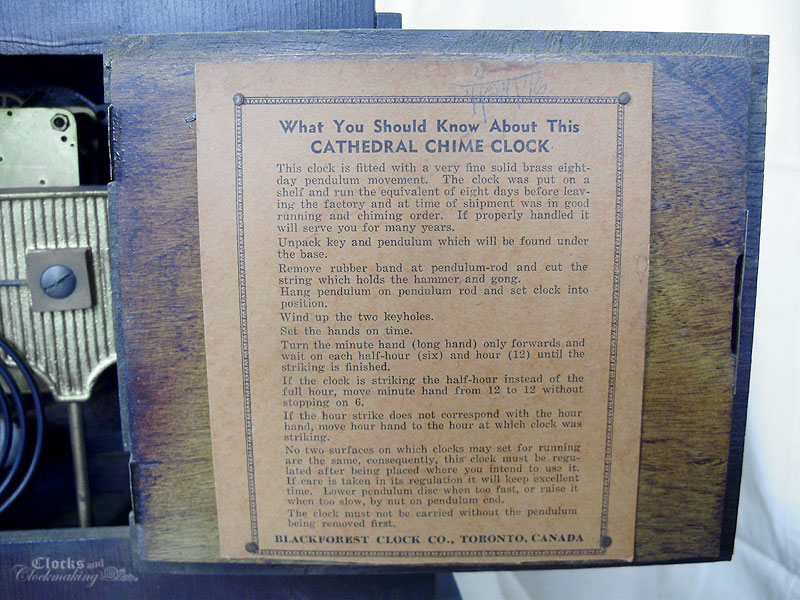 What You Should Know About This
CATHEDRAL CHIME CLOCK
This clock is fitted with a very fine solid brass eight-
day pendulum movement. The clock was put on a
shelf and run the equivalent of eight days before leav-
ing the factory and at time of shipment was in good
running and chiming order. If properly handled it
will serve you for many years.
Unpack key and pendulum which will be found under
the base.
Remove rubber band at pendulum-rod and cut the
string which holds the hammer and gong.
Hang pendulum on pendulum rod and set clock into
position.
Wind up the two keyholes.
Set the hands on time.
Turn the minute hand (long hand) only forwards and
wait on each half-hour (six) and hour (12) until the
striking is finished.
If the clock is striking the half-hour instead of the
full hour, move minute hand from 12 to 12 without
stopping on 6.
If the hour strike does not correspond with the hour
hand, move hour hand to the hour at which clock was
striking.
No two surfaces on which clocks may set for running
are the same, consequently, this clock must be regu-
lated after being placed where you intend to use it.
If care is taken in its regulation it will keep excellent
time. Lower pendulum disc when too fast, or raise it
when too slow, by nut on pendulum end.
The clock must not be carried without the pendulum
being removed first.
BLACKFOREST CLOCK CO., TORONTO, CANADA
Clocks and
Clockmaking